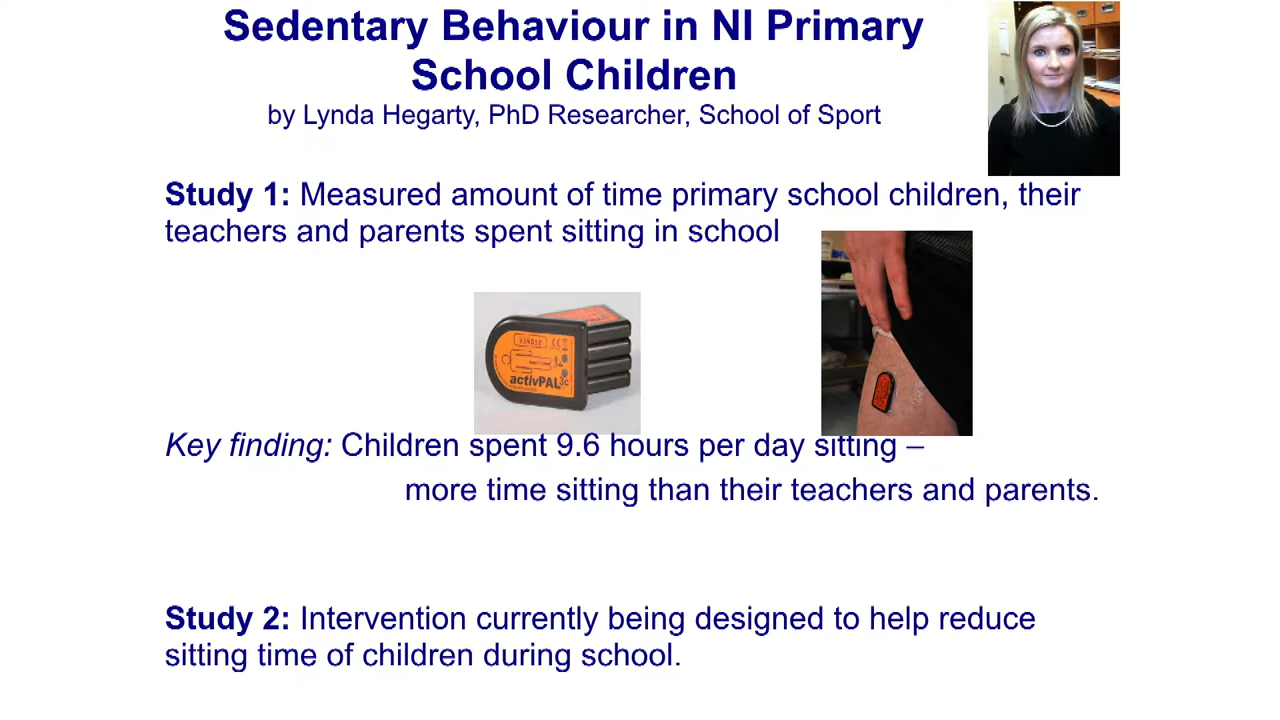 Sedentary Behaviour in NI Primary
School Children
by Lynda Hegarty, PhD Researcher, School of Sport
Study 1: Measured amount of time primary school children, their
teachers and parents spent sitting in school
activPAL3c
Key finding: Children spent 9.6 hours per day sitting –
more time sitting than their teachers and parents.
Study 2: Intervention currently being designed to help reduce
sitting time of children during school.